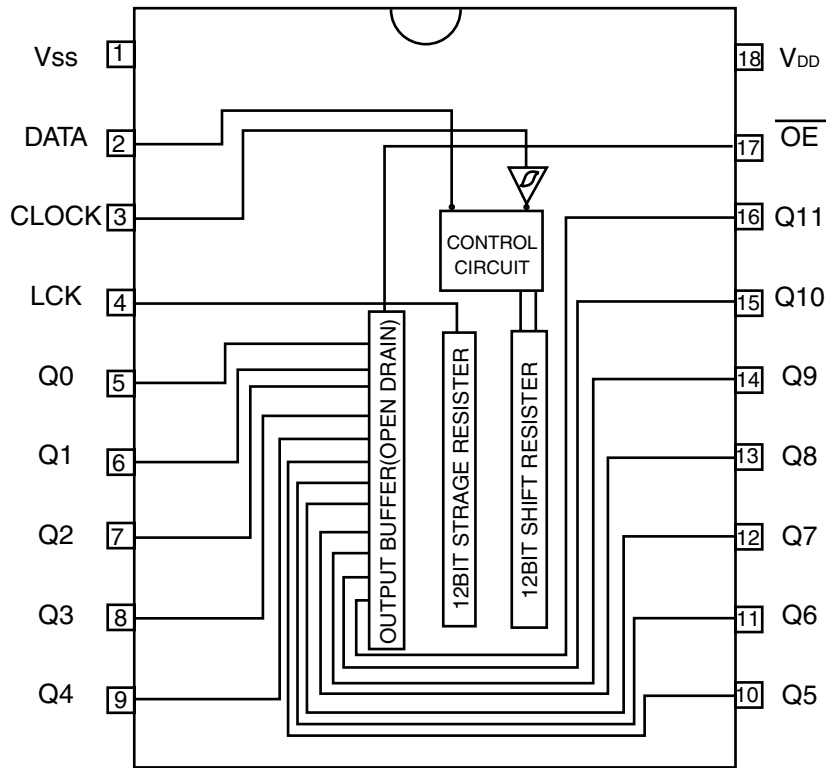 Vss 1
18 VDD
DATA 2
17 OE
CLOCK 3
16 Q11
CONTROL
CIRCUIT
LCK 4
15 Q10
Q0 5
14 Q9
Q1 6
13 Q8
Q2 7
12 Q7
Q3 8
11 Q6
Q4 9
10 Q5
OUTPUT BUFFER(OPEN DRAIN)
12BIT STRAGE RESISTER
12BIT SHIFT RESISTER